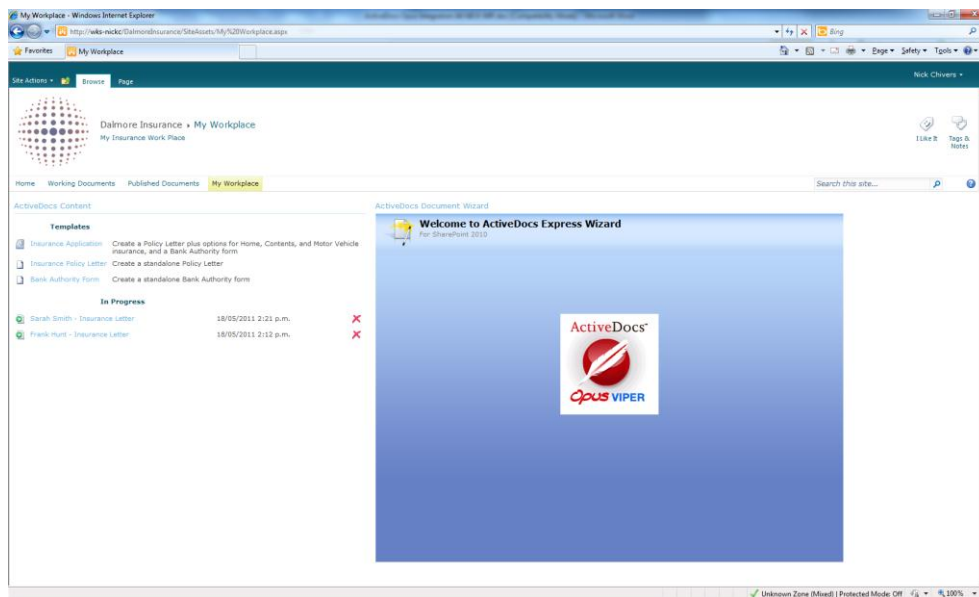 My Workplace - Windows Internet Explorer
http://wks-nickc/DalmoreInsurance/SiteAssets/My%20Workplace.aspx
Bing
Favorites My Workplace
Page Safety Tools
Site Actions Browse Page
Nick Chivers
Dalmore Insurance My Workplace
My Insurance Work Place
I Like It
Tags &
Notes
Home Working Documents Published Documents My Workplace
Search this site...
ActiveDocs Content
Templates
Insurance Application Create a Policy Letter plus options for Home, Contents, and Motor Vehicle
insurance, and a Bank Authority form
Insurance Policy Letter Create a standalone Policy Letter
Bank Authority Form Create a standalone Bank Authority form
In Progress
Sarah Smith - Insurance Letter 18/05/2011 2:21 p.m.
Frank Hunt - Insurance Letter 18/05/2011 2:12 p.m.
ActiveDocs Document Wizard
Welcome to ActiveDocs Express Wizard
For SharePoint 2010
ActiveDocs™
Opus VIPER
Unknown Zone (Mixed) | Protected Mode: Off
100%